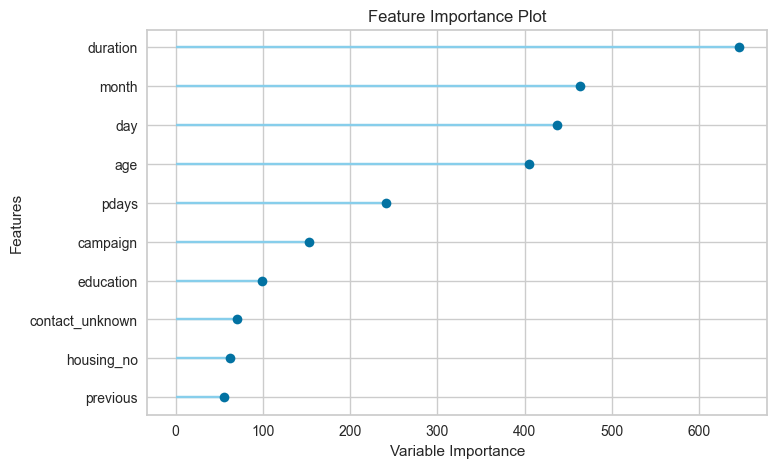 Feature Importance Plot
Features
duration
month
day
age
pdays
campaign
education
contact_unknown
housing_no
previous
0 100 200 300 400 500 600
Variable Importance